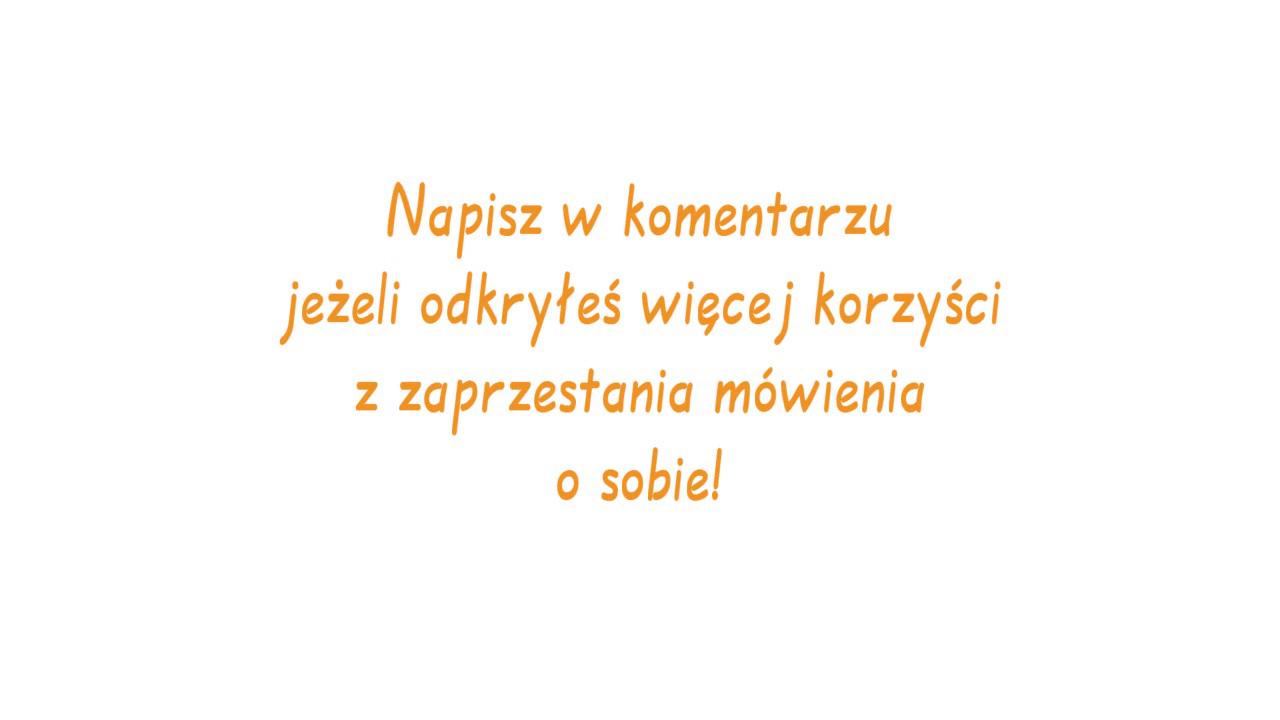 Napisz w komentarzu
jeżeli odkryłeś więcej korzyści
z zaprzestania mówienia
o sobie!